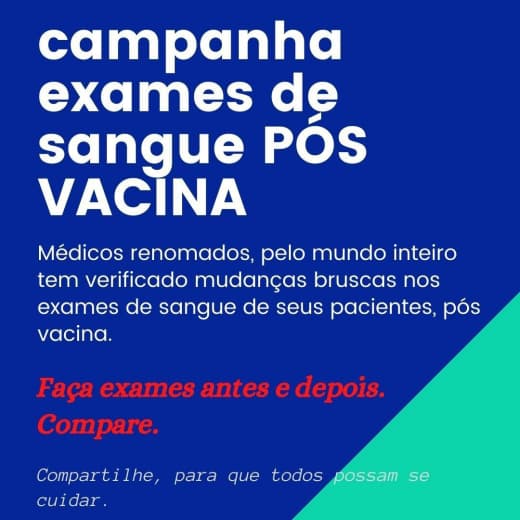 campanha
exames de
sangue PÓS
VACINA
Médicos renomados, pelo mundo inteiro
tem verificado mudanças bruscas nos
exames de sangue de seus pacientes, pós
vacina.
Faça exames antes e depois.
Compare.
Compartilhe, para que todos possam se
cuidar.